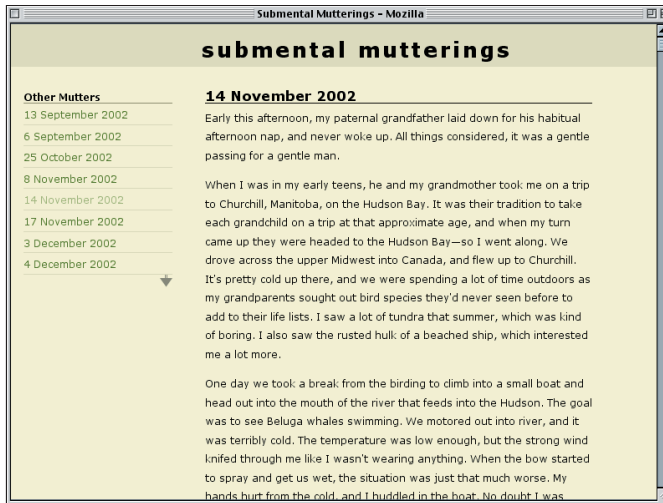 Submental Mutterings – Mozilla
submental mutterings
Other Mutters
13 September 2002
6 September 2002
25 October 2002
8 November 2002
14 November 2002
17 November 2002
3 December 2002
4 December 2002
14 November 2002
Early this afternoon, my paternal grandfather laid down for his habitual
afternoon nap, and never woke up. All things considered, it was a gentle
passing for a gentle man.
When I was in my early teens, he and my grandmother took me on a trip
to Churchill, Manitoba, on the Hudson Bay. It was their tradition to take
each grandchild on a trip at that approximate age, and when my turn
came up they were headed to the Hudson Bay—so I went along. We
drove across the upper Midwest into Canada, and flew up to Churchill.
It's pretty cold up there, and we were spending a lot of time outdoors as
my grandparents sought out bird species they'd never seen before to
add to their life lists. I saw a lot of tundra that summer, which was kind
of boring. I also saw the rusted hulk of a beached ship, which interested
me a lot more.
One day we took a break from the birding to climb into a small boat and
head out into the mouth of the river that feeds into the Hudson. The goal
was to see Beluga whales swimming. We motored out into river, and it
was terribly cold. The temperature was low enough, but the strong wind
knifed through me like I wasn't wearing anything. When the bow started
to spray and get us wet, the situation was just that much worse. My
hands hurt from the cold, and I huddled in the boat. No doubt I was